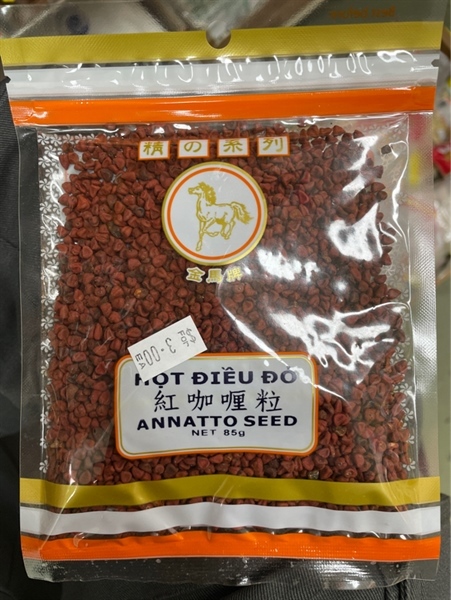 精の系列
金馬牌
$ 3.00 EA
HỘT ĐIỀU ĐỎ
紅咖喱粒
ANNATTO SEED
NET 85g